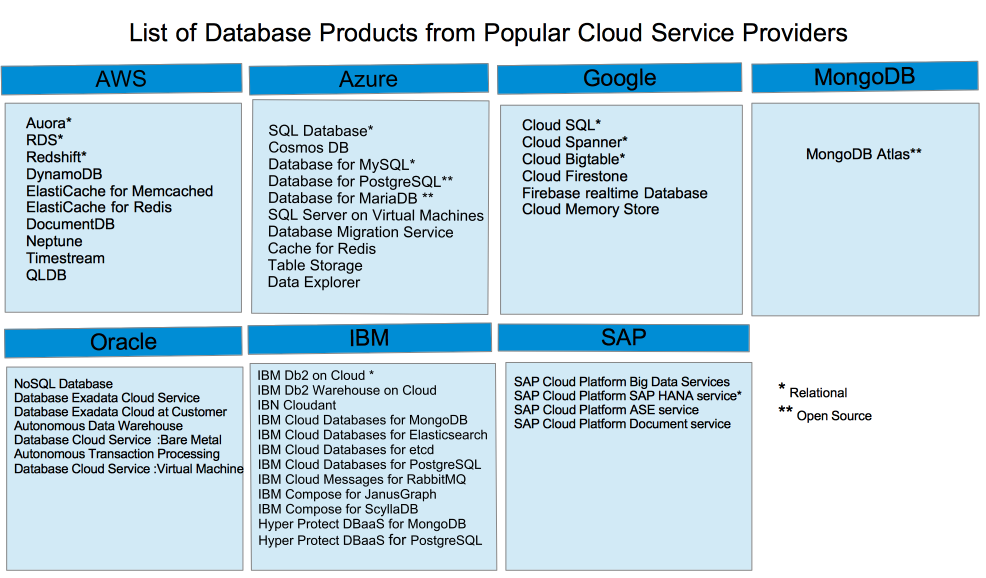 List of Database Products from Popular Cloud Service Providers
AWS
Auora*
RDS*
Redshift*
DynamoDB
ElastiCache for Memcached
ElastiCache for Redis
DocumentDB
Neptune
Timestream
QLDB
Azure
SQL Database*
Cosmos DB
Database for MySQL*
Database for PostgreSQL**
Database for MariaDB **
SQL Server on Virtual Machines
Database Migration Service
Cache for Redis
Table Storage
Data Explorer
Google
Cloud SQL*
Cloud Spanner*
Cloud Bigtable*
Cloud Firestone
Firebase realtime Database
Cloud Memory Store
MongoDB
MongoDB Atlas**
Oracle
NoSQL Database
Database Exadata Cloud Service
Database Exadata Cloud at Customer
Autonomous Data Warehouse
Database Cloud Service :Bare Metal
Autonomous Transaction Processing
Database Cloud Service :Virtual Machine
IBM
IBM Db2 on Cloud *
IBM Db2 Warehouse on Cloud
IBN Cloudant
IBM Cloud Databases for MongoDB
IBM Cloud Databases for Elasticsearch
IBM Cloud Databases for etcd
IBM Cloud Databases for PostgreSQL
IBM Cloud Messages for RabbitMQ
IBM Compose for JanusGraph
IBM Compose for ScyllaDB
Hyper Protect DBaaS for MongoDB
Hyper Protect DBaaS for PostgreSQL
SAP
SAP Cloud Platform Big Data Services
SAP Cloud Platform SAP HANA service*
SAP Cloud Platform ASE service
SAP Cloud Platform Document service
* Relational
** Open Source